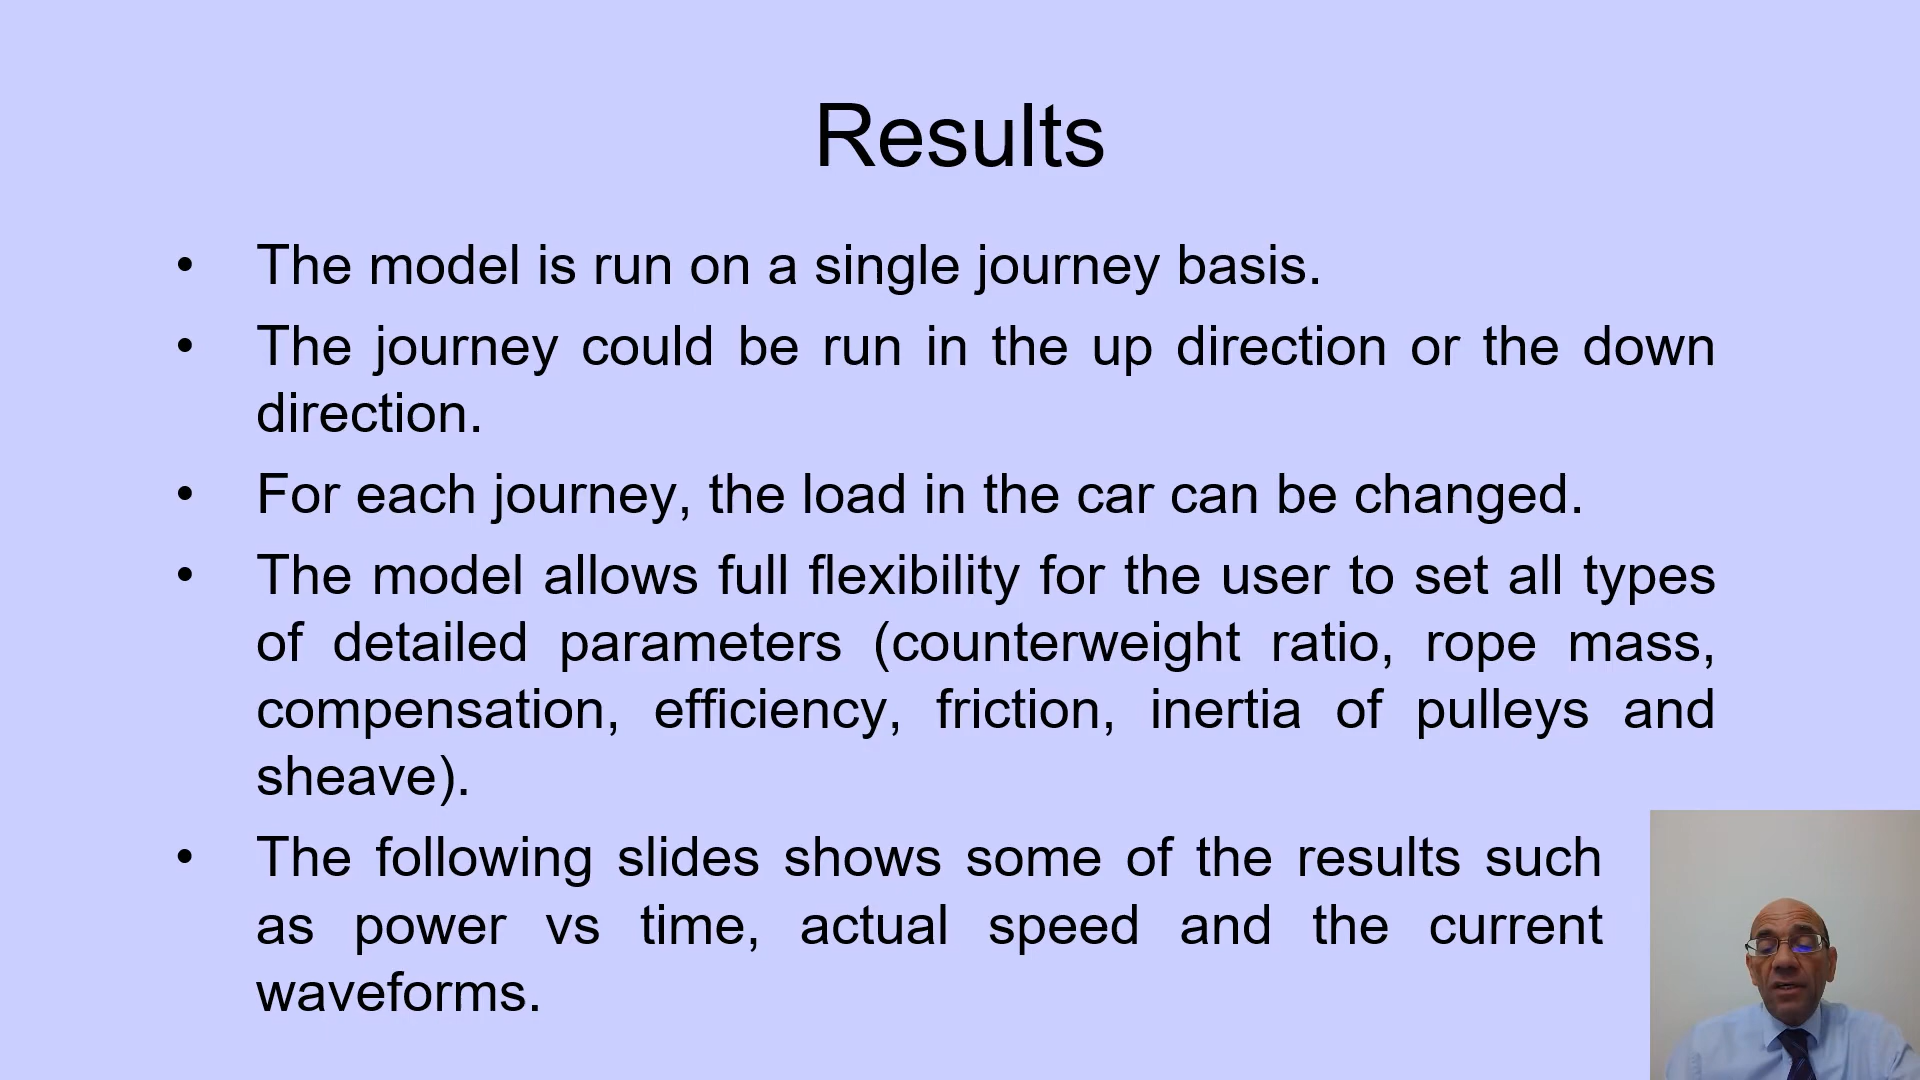 Results
• The model is run on a single journey basis.
• The journey could be run in the up direction or the down
direction.
• For each journey, the load in the car can be changed.
• The model allows full flexibility for the user to set all types
of detailed parameters (counterweight ratio, rope mass,
compensation, efficiency, friction, inertia of pulleys and
sheave).
• The following slides shows some of the results such
as power vs time, actual speed and the current
waveforms.